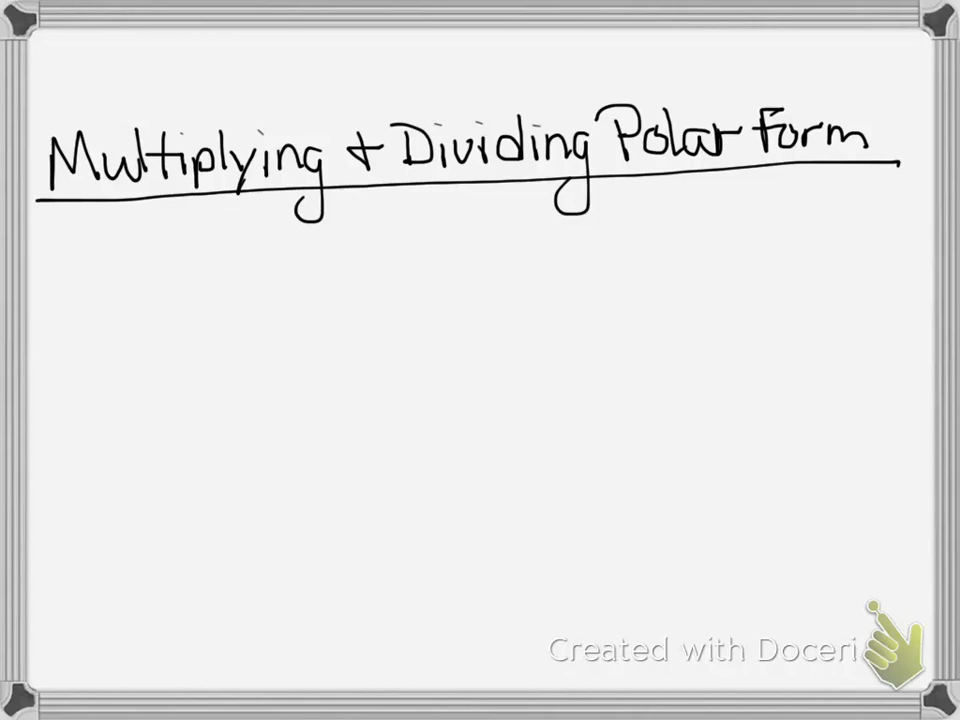 Multiplying + Dividing Polar Form
Created with Doceri